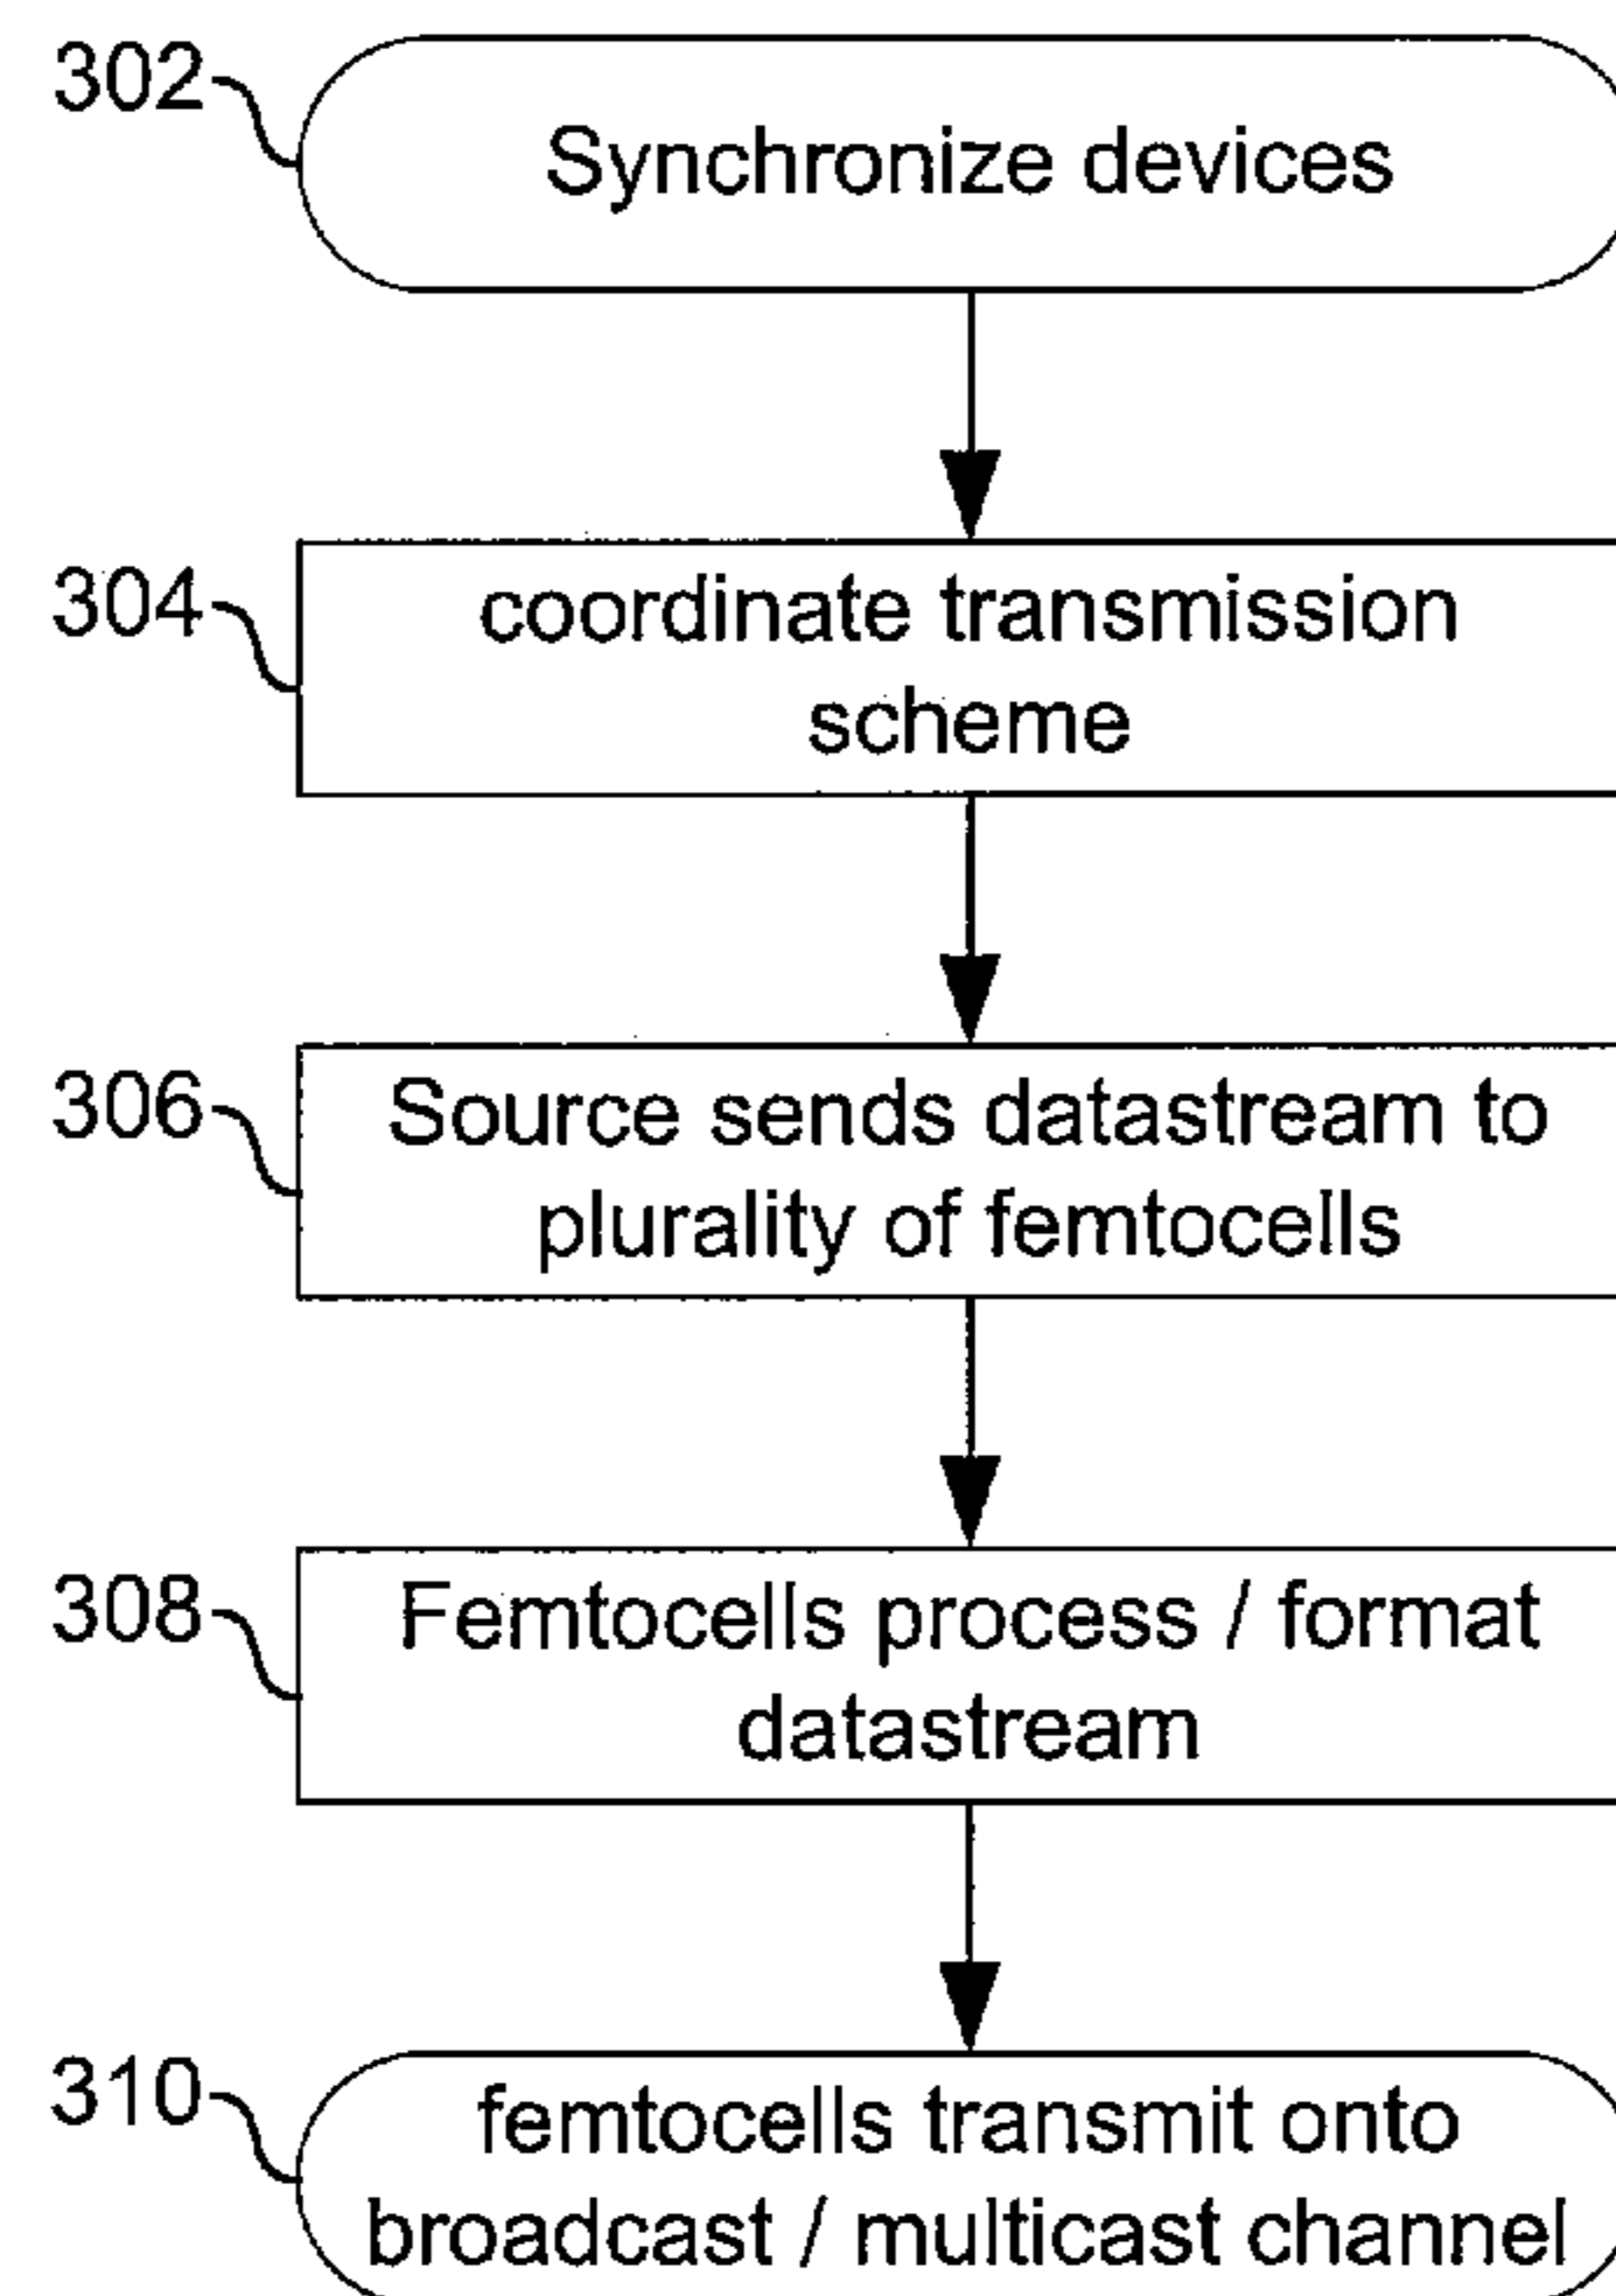 302
Synchronize devices
304
coordinate transmission
scheme
306
Source sends datastream to
plurality of femtocells
308
Femtocells process / format
datastream
310
femtocells transmit onto
broadcast / multicast channel